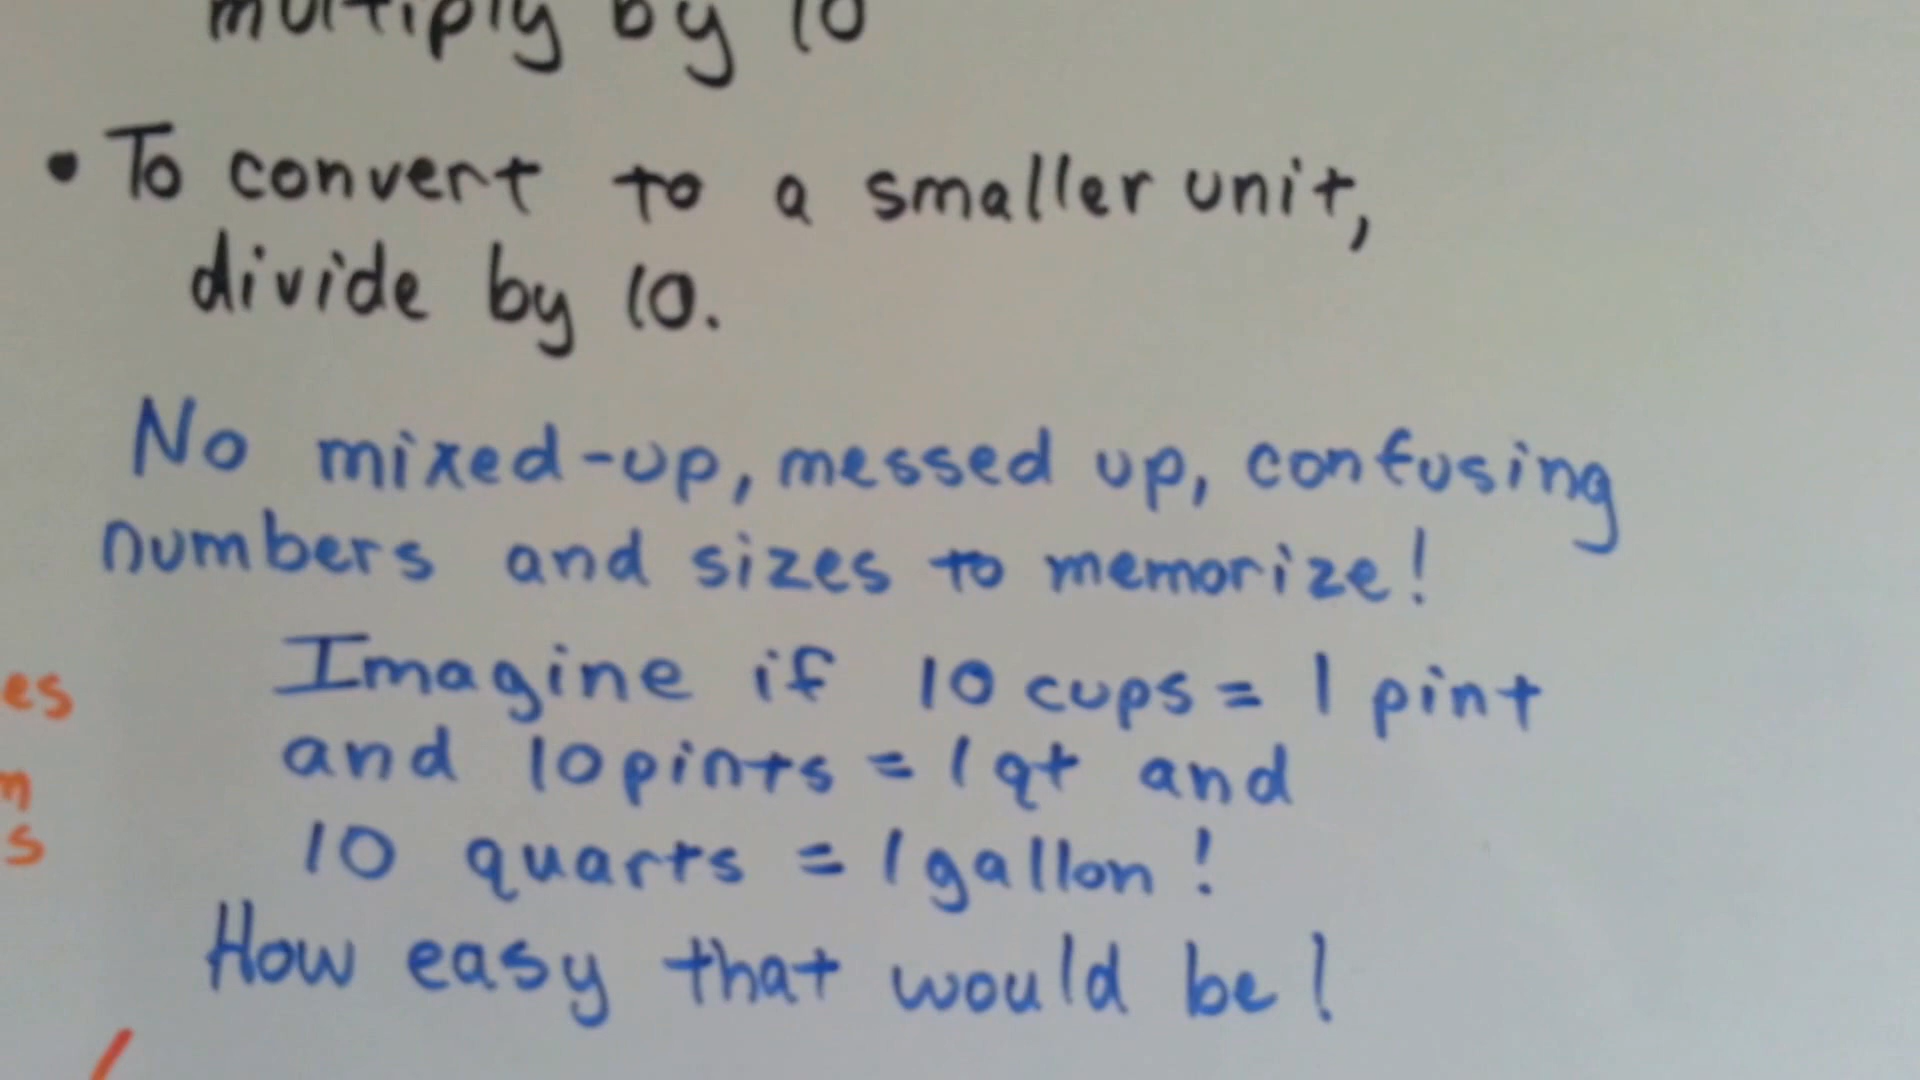 multiply by 10
• To convert to a smaller unit,
divide by 10.
No mixed-up, messed up, confusing
numbers and sizes to memorize!
Imagine if 10 cups = 1 pint
and 10 pints = 1 qt and
10 quarts = 1 gallon!
How easy that would be!
es
n
s